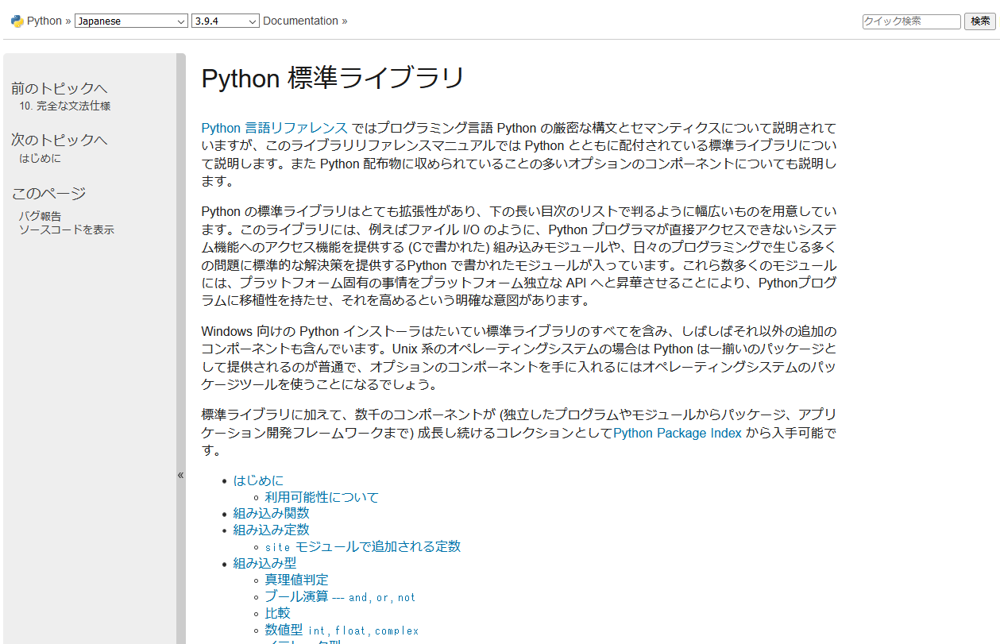 Python » Japanese 3.9.4 Documentation » クイック検索 検索
前のトピックへ
10. 完全な文法仕様
次のトピックへ
はじめに
このページ
バグ報告
ソースコードを表示
«
Python 標準ライブラリ
Python 言語リファレンス ではプログラミング言語 Python の厳密な構文とセマンティクスについて説明されて
いますが、このライブラリリファレンスマニュアルでは Python とともに配付されている標準ライブラリについ
て説明します。また Python 配布物に収められていることの多いオプションのコンポーネントについても説明し
ます。
Python の標準ライブラリはとても拡張性があり、下の長い目次のリストで判るように幅広いものを用意してい
ます。このライブラリには、例えばファイル I/O のように、Python プログラマが直接アクセスできないシステ
ム機能へのアクセス機能を提供する (Cで書かれた) 組み込みモジュールや、日々のプログラミングで生じる多く
の問題に標準的な解決策を提供するPython で書かれたモジュールが入っています。これら数多くのモジュール
には、プラットフォーム固有の事情をプラットフォーム独立な API へと昇華させることにより、Pythonプログ
ラムに移植性を持たせ、それを高めるという明確な意図があります。
Windows 向けの Python インストーラはたいてい標準ライブラリのすべてを含み、しばしばそれ以外の追加の
コンポーネントも含んでいます。Unix 系のオペレーティングシステムの場合は Python は一揃いのパッケージと
して提供されるのが普通で、オプションのコンポーネントを手に入れるにはオペレーティングシステムのパッ
ケージツールを使うことになるでしょう。
標準ライブラリに加えて、数千のコンポーネントが (独立したプログラムやモジュールからパッケージ、アプリ
ケーション開発フレームワークまで) 成長し続けるコレクションとしてPython Package Index から入手可能で
す。
• はじめに
◦ 利用可能性について
• 組み込み関数
• 組み込み定数
◦ site モジュールで追加される定数
• 組み込み型
◦ 真理値判定
◦ ブール演算 --- and, or, not
◦ 比較
◦ 数値型 int, float, complex